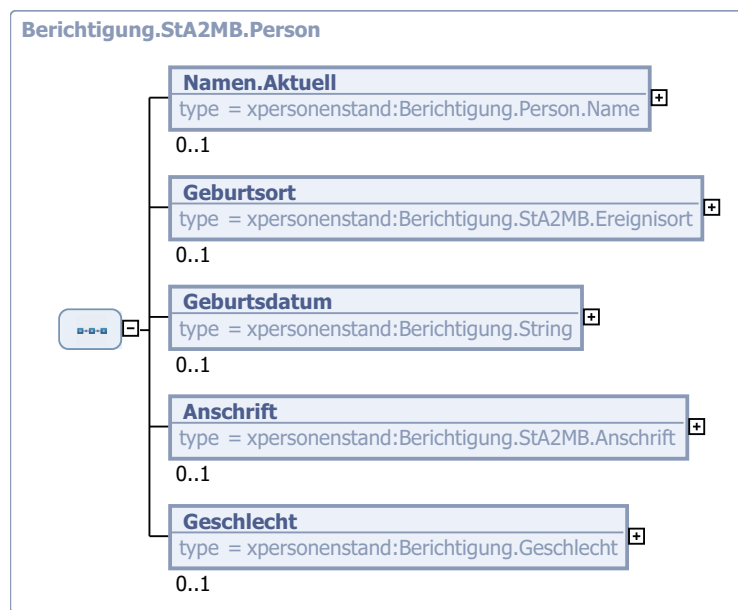 Berichtigung.StA2MB.Person
Namen.Aktuell
type = xpersonenstand:Berichtigung.Person.Name
0..1
Geburtsort
type = xpersonenstand:Berichtigung.StA2MB.Ereignisort
0..1
Geburtsdatum
type = xpersonenstand:Berichtigung.String
0..1
Anschrift
type = xpersonenstand:Berichtigung.StA2MB.Anschrift
0..1
Geschlecht
type = xpersonenstand:Berichtigung.Geschlecht
0..1